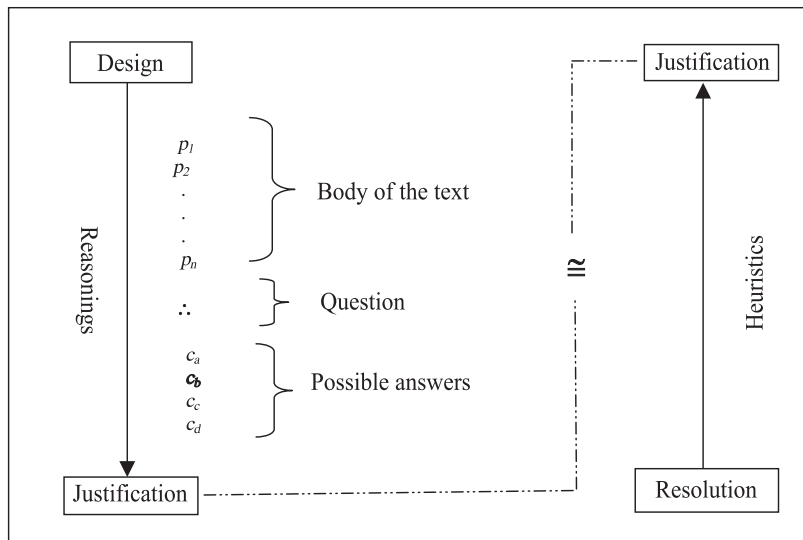 Design
Reasonings
p1
p2
.
.
.
pn
Body of the text
∴
Question
ca
cb
cc
cd
Possible answers
Justification
≅
Justification
Heuristics
Resolution